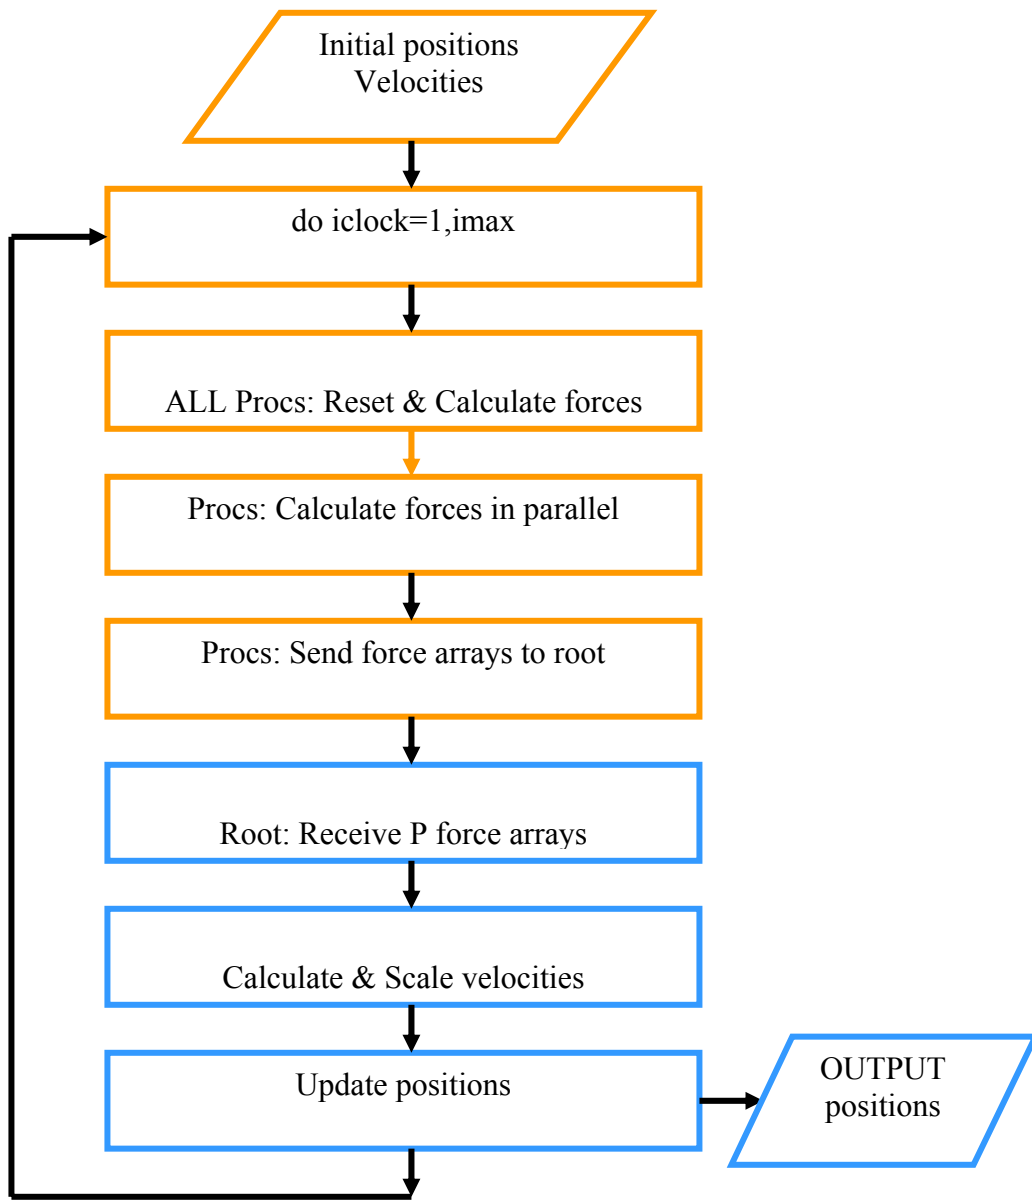 Initial positions
Velocities
do iclock=1,imax
ALL Procs: Reset & Calculate forces
Procs: Calculate forces in parallel
Procs: Send force arrays to root
Root: Receive P force arrays
Calculate & Scale velocities
Update positions
OUTPUT
positions